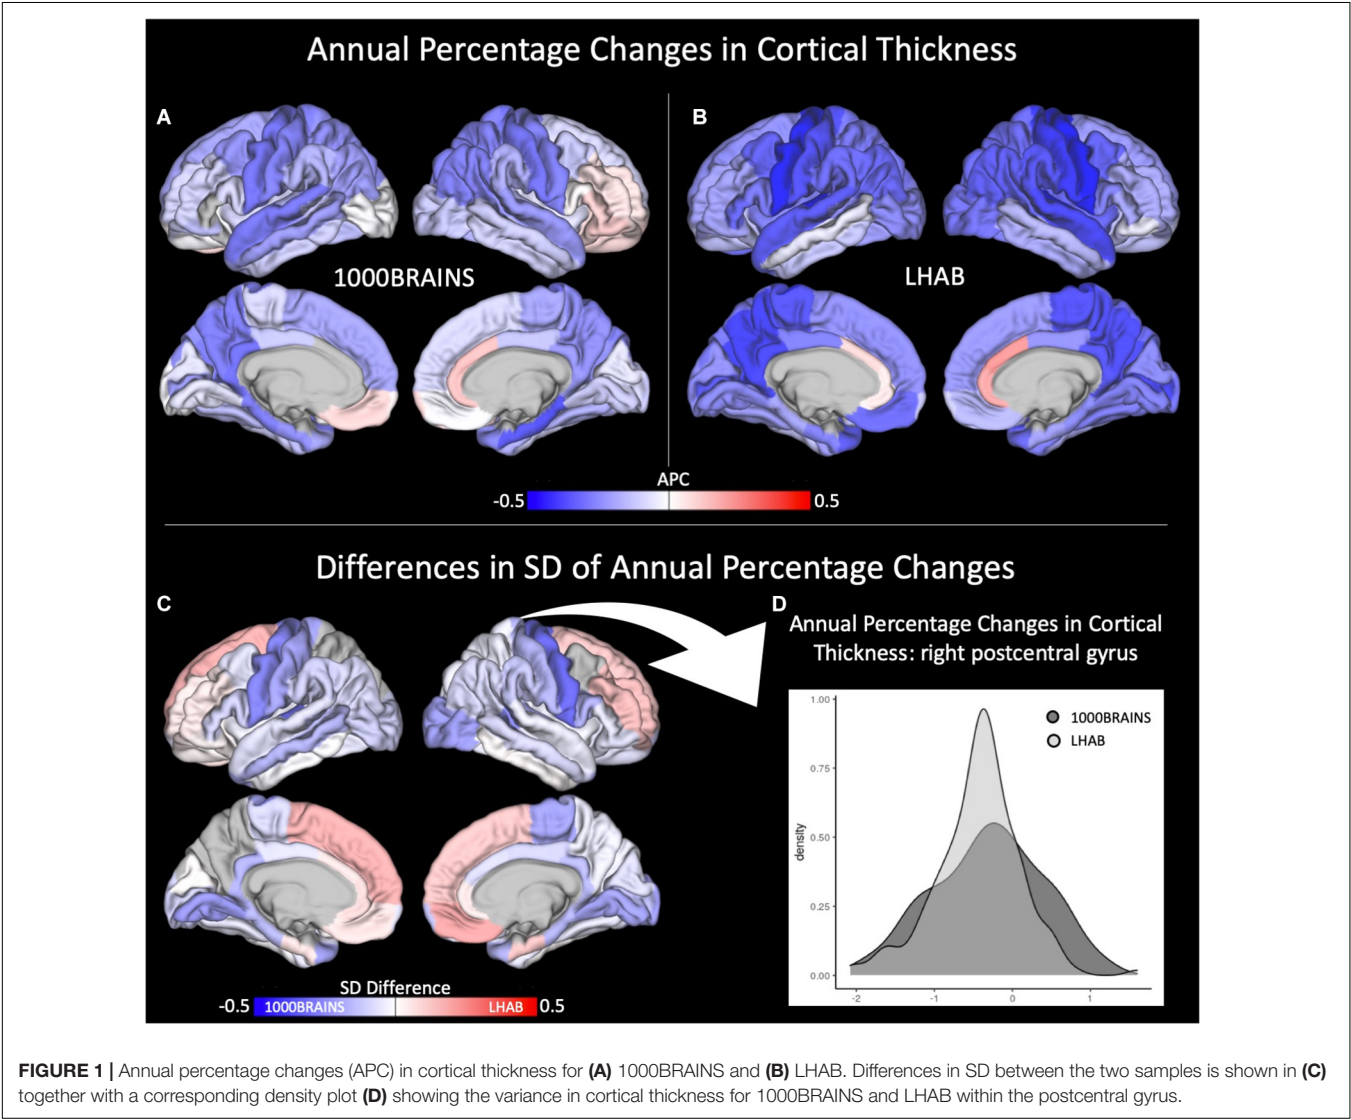 Annual Percentage Changes in Cortical Thickness
A
B
1000BRAINS
LHAB
APC
-0.5
0.5
Differences in SD of Annual Percentage Changes
C
D
Annual Percentage Changes in Cortical
Thickness: right postcentral gyrus
1.00
0.75
0.50
0.25
0.00
density
1000BRAINS
LHAB
-2
-1
0
1
SD Difference
-0.5
1000BRAINS
LHAB
0.5
FIGURE 1 | Annual percentage changes (APC) in cortical thickness for (A) 1000BRAINS and (B) LHAB. Differences in SD between the two samples is shown in (C)
together with a corresponding density plot (D) showing the variance in cortical thickness for 1000BRAINS and LHAB within the postcentral gyrus.